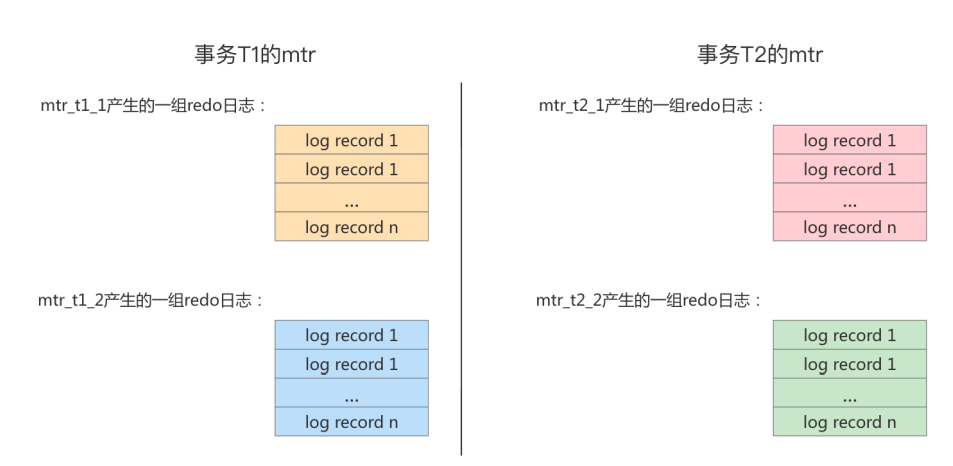 事务T1的mtr
mtr_t1_1产生的一组redo日志：
log record 1
log record 1
...
log record n
mtr_t1_2产生的一组redo日志：
log record 1
log record 1
...
log record n
事务T2的mtr
mtr_t2_1产生的一组redo日志：
log record 1
log record 1
...
log record n
mtr_t2_2产生的一组redo日志：
log record 1
log record 1
...
log record n